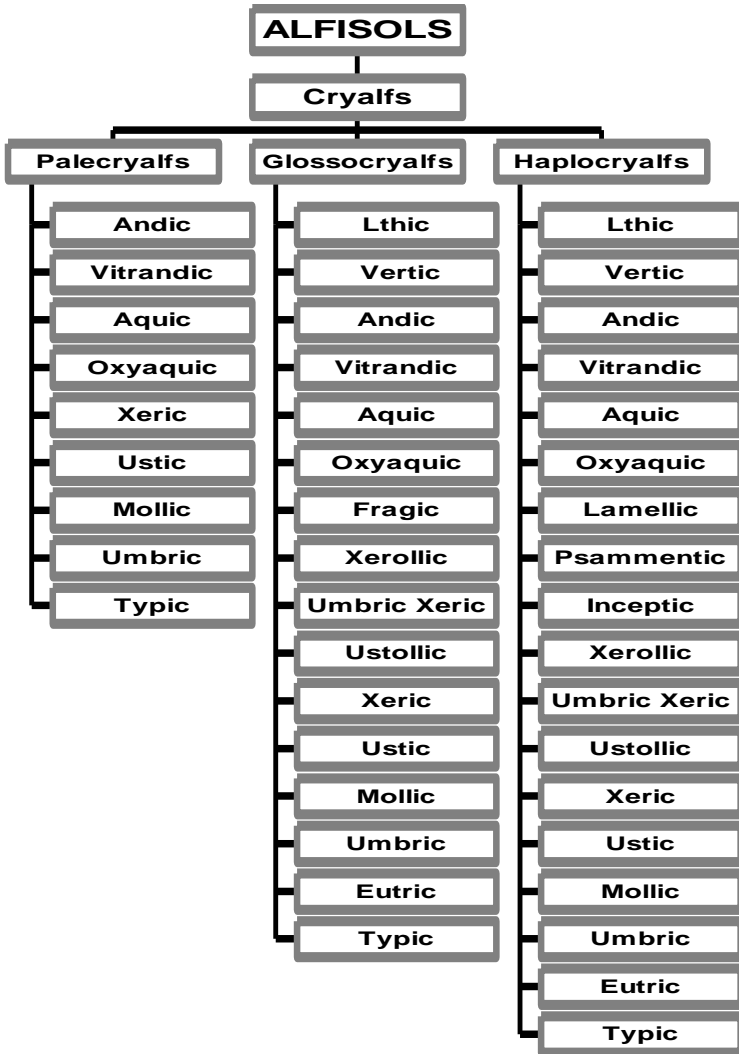 ALFISOLS
Cryalfs
Palecryalfs
Andic
Vitrandic
Aquic
Oxyaquic
Xeric
Ustic
Mollic
Umbric
Typic
Glossocryalfs
Lthic
Vertic
Andic
Vitrandic
Aquic
Oxyaquic
Fragic
Xerollic
Umbric Xeric
Ustollic
Xeric
Ustic
Mollic
Umbric
Eutric
Typic
Haplocryalfs
Lthic
Vertic
Andic
Vitrandic
Aquic
Oxyaquic
Lamellic
Psammentic
Inceptic
Xerollic
Umbric Xeric
Ustollic
Xeric
Ustic
Mollic
Umbric
Eutric
Typic